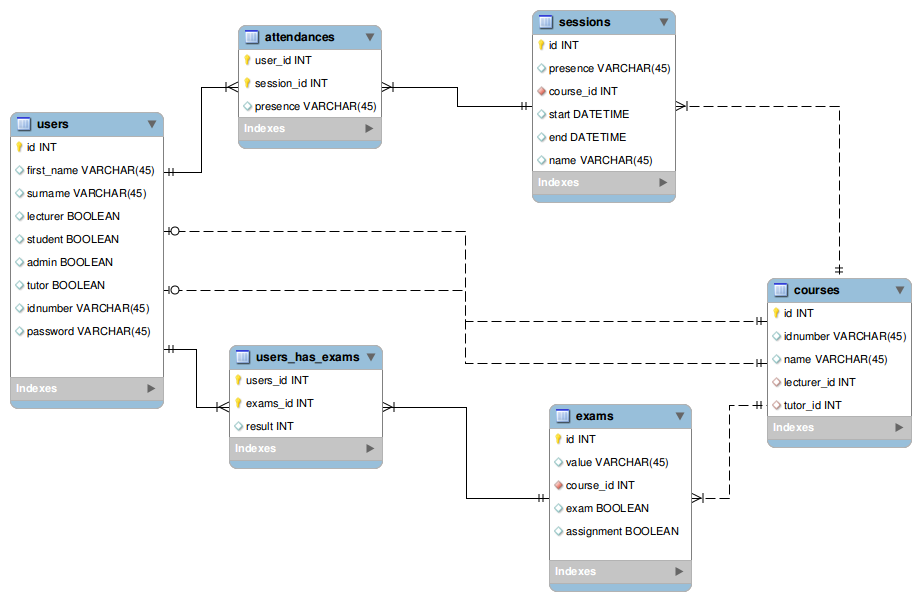 users
id INT
first_name VARCHAR(45)
surname VARCHAR(45)
lecturer BOOLEAN
student BOOLEAN
admin BOOLEAN
tutor BOOLEAN
idnumber VARCHAR(45)
password VARCHAR(45)
Indexes
attendances
user_id INT
session_id INT
presence VARCHAR(45)
Indexes
sessions
id INT
presence VARCHAR(45)
course_id INT
start DATETIME
end DATETIME
name VARCHAR(45)
Indexes
users_has_exams
users_id INT
exams_id INT
result INT
Indexes
exams
id INT
value VARCHAR(45)
course_id INT
exam BOOLEAN
assignment BOOLEAN
Indexes
courses
id INT
idnumber VARCHAR(45)
name VARCHAR(45)
lecturer_id INT
tutor_id INT
Indexes